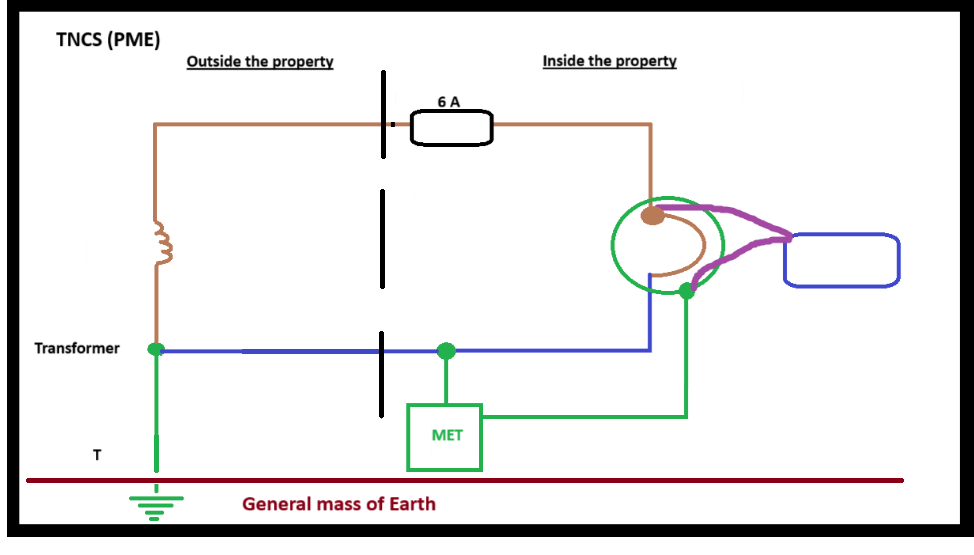 TNCS (PME)
Outside the property
Inside the property
6 A
Transformer
MET
T
General mass of Earth